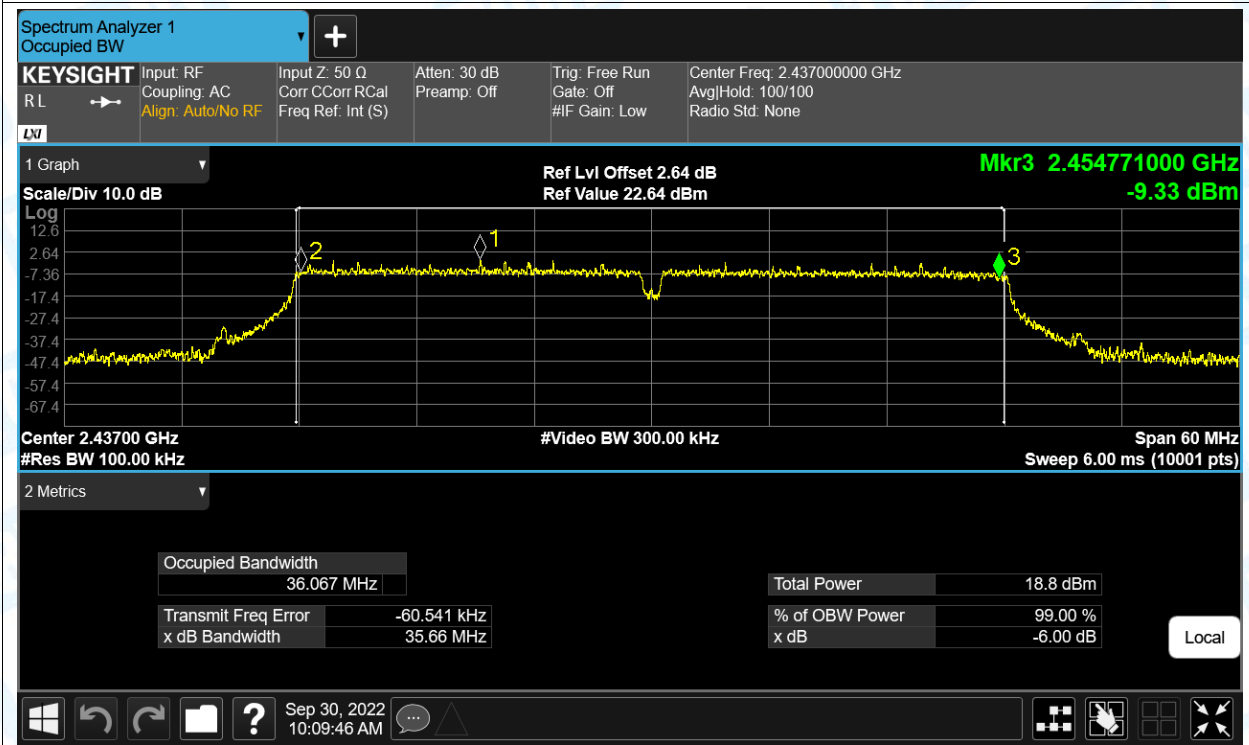 Spectrum Analyzer 1
Occupied BW
KEYSIGHT
R L
LXI
Input: RF
Coupling: AC
Align: Auto/No RF
Input Z: 50 Ω
Corr CCorr RCal
Freq Ref: Int (S)
Atten: 30 dB
Preamp: Off
Trig: Free Run
Gate: Off
#IF Gain: Low
Center Freq: 2.437000000 GHz
Avg|Hold: 100/100
Radio Std: None
1 Graph
Scale/Div 10.0 dB
Ref Lvl Offset 2.64 dB
Ref Value 22.64 dBm
Mkr3 2.454771000 GHz
-9.33 dBm
Log
12.6
2.64
-7.36
-17.4
-27.4
-37.4
-47.4
-57.4
-67.4
2
1
3
Center 2.43700 GHz
#Video BW 300.00 kHz
Span 60 MHz
#Res BW 100.00 kHz
Sweep 6.00 ms (10001 pts)
2 Metrics
Occupied Bandwidth
36.067 MHz
Total Power 18.8 dBm
Transmit Freq Error -60.541 kHz
% of OBW Power 99.00 %
x dB Bandwidth 35.66 MHz
x dB -6.00 dB
Local
?
Sep 30, 2022
10:09:46 AM